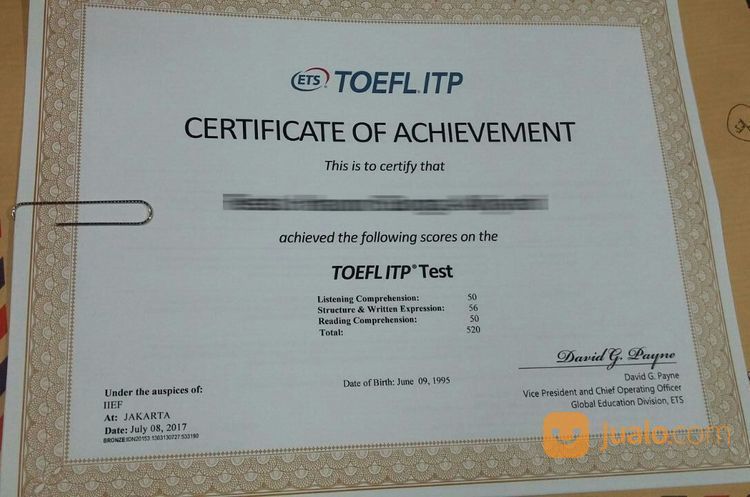 ETS TOEFL ITP
CERTIFICATE OF ACHIEVEMENT
This is to certify that
achieved the following scores on the
TOEFL ITP® Test
Listening Comprehension: 50
Structure & Written Expression: 56
Reading Comprehension: 50
Total: 520
David G. Payne
David G. Payne
Vice President and Chief Operating Officer
Global Education Division, ETS
Date of Birth: June 09, 1995
Under the auspices of:
IIEF
At: JAKARTA
Date: July 08, 2017
jualo.com